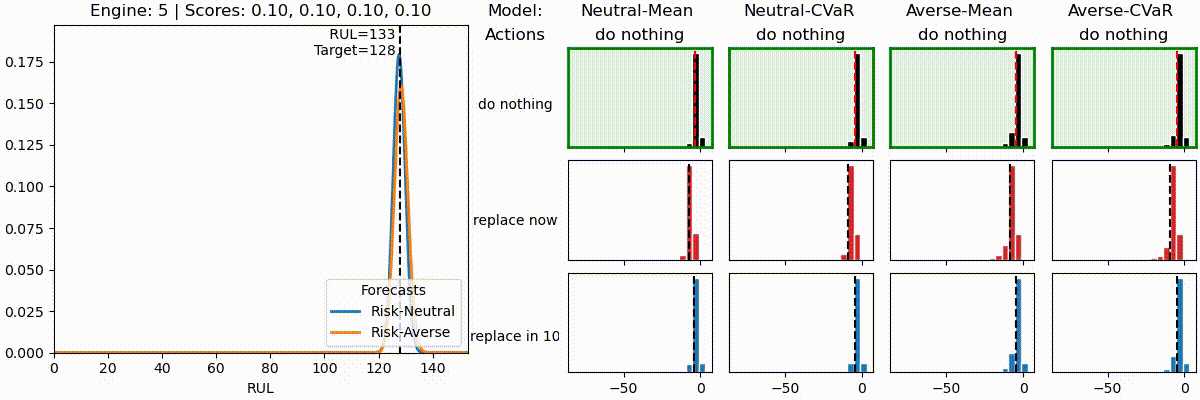 Engine: 5 | Scores: 0.10, 0.10, 0.10, 0.10
Model: Neutral-Mean Neutral-CVaR Averse-Mean Averse-CVaR
Actions do nothing do nothing do nothing do nothing
RUL=133
Target=128
0.175
0.150
0.125
0.100
0.075
0.050
0.025
0.000
0 20 40 60 80 100 120 140
RUL
Forecasts
Risk-Neutral
Risk-Averse
do nothing
replace now
replace in 10
−50 0 −50 0 −50 0 −50 0